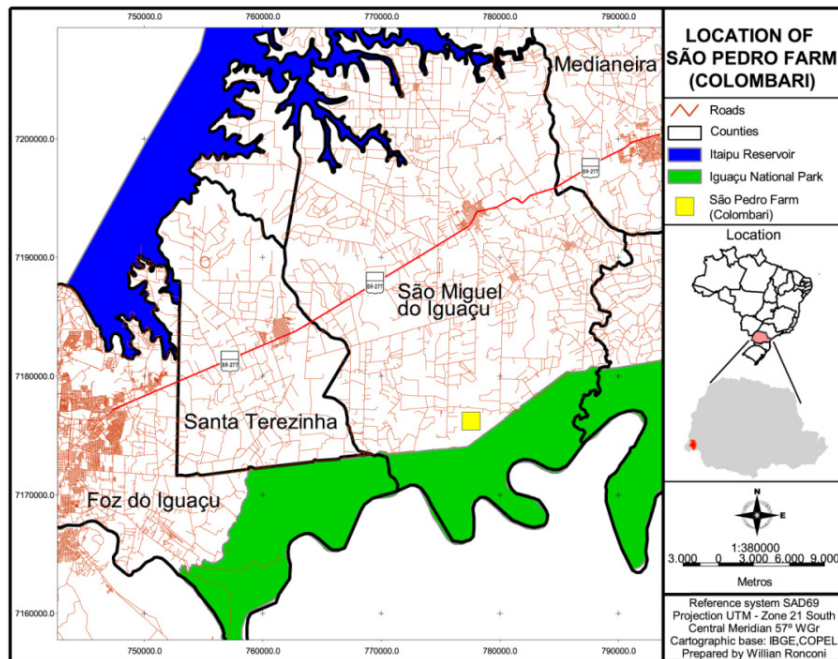 750000.0 760000.0 770000.0 780000.0 790000.0
7200000.0
7190000.0
7180000.0
7170000.0
7160000.0
Medianeira
BR-277
BR-277
São Miguel
do Iguaçu
BR-277
Santa Terezinha
Foz do Iguaçu
750000.0 760000.0 770000.0 780000.0 790000.0
LOCATION OF
SÃO PEDRO FARM
(COLOMBARI)
Roads
Counties
Itaipu Reservoir
Iguaçu National Park
São Pedro Farm
(Colombari)
Location
N
E
1:380000
3.000 0 3.000 6.000 9.000
Metros
Reference system SAD69
Projection UTM - Zone 21 South
Central Meridian 57º WGr
Cartographic base: IBGE,COPEL
Prepared by Willian Ronconi